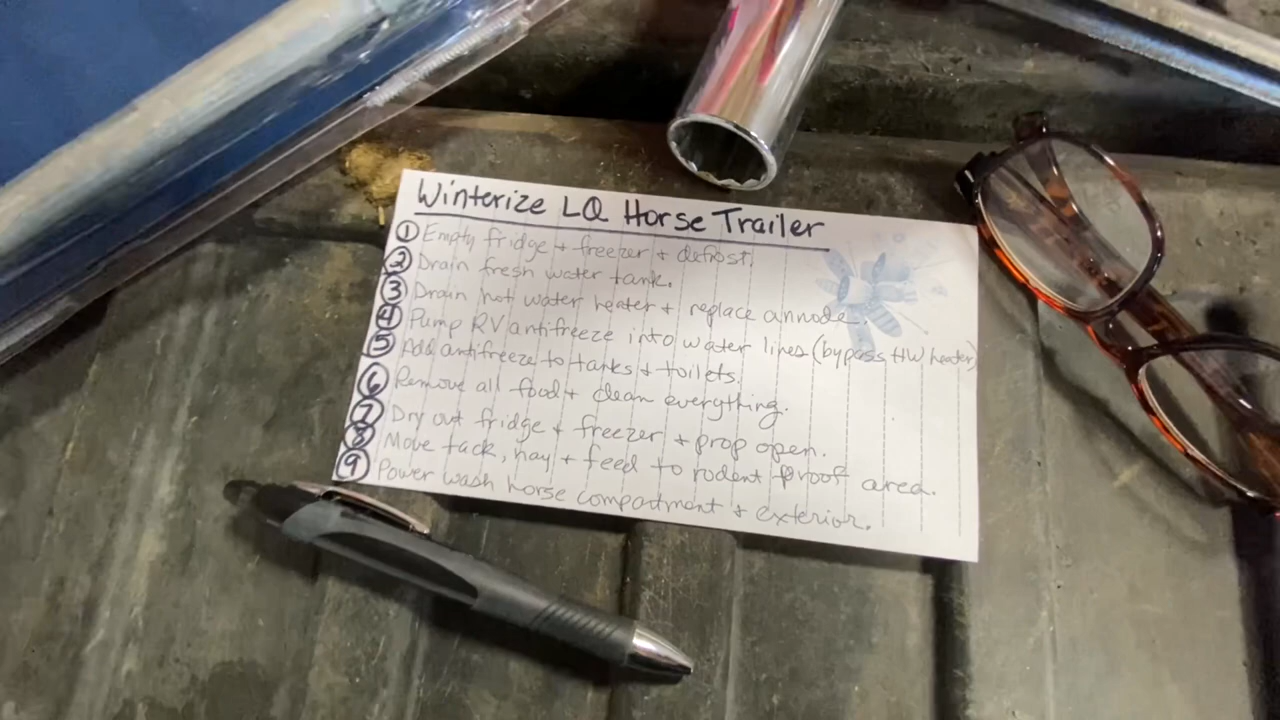 Winterize LQ Horse Trailer
① Empty fridge + freezer + defrost.
② Drain fresh water tank.
③ Drain hot water heater + replace annode.
④ Pump RV antifreeze into water lines (bypass HW heater)
⑤ Add antifreeze to tanks + toilets.
⑥ Remove all food + clean everything.
⑦ Dry out fridge + freezer + prop open.
⑧ Move tack, hay + feed to rodent proof area.
⑨ Power wash horse compartment + exterior.